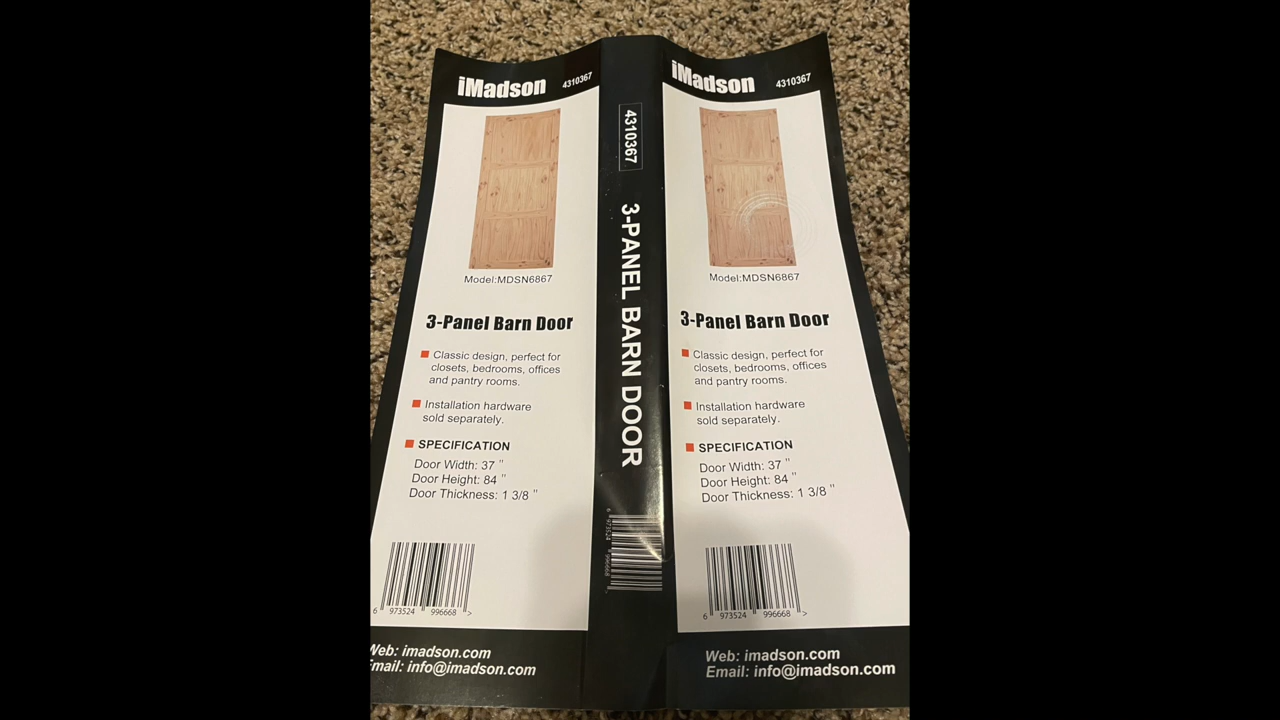 iMadson 4310367
Model:MDSN6867
3-Panel Barn Door
Classic design, perfect for
closets, bedrooms, offices
and pantry rooms.
Installation hardware
sold separately.
SPECIFICATION
Door Width: 37 "
Door Height: 84 "
Door Thickness: 1 3/8 "
6 973524 996668 >
Web: imadson.com
Email: info@imadson.com
4310367
3-PANEL BARN DOOR
6 973524 996668 >
iMadson 4310367
Model:MDSN6867
3-Panel Barn Door
Classic design, perfect for
closets, bedrooms, offices
and pantry rooms.
Installation hardware
sold separately.
SPECIFICATION
Door Width: 37 "
Door Height: 84 "
Door Thickness: 1 3/8 "
6 973524 996668 >
Web: imadson.com
Email: info@imadson.com